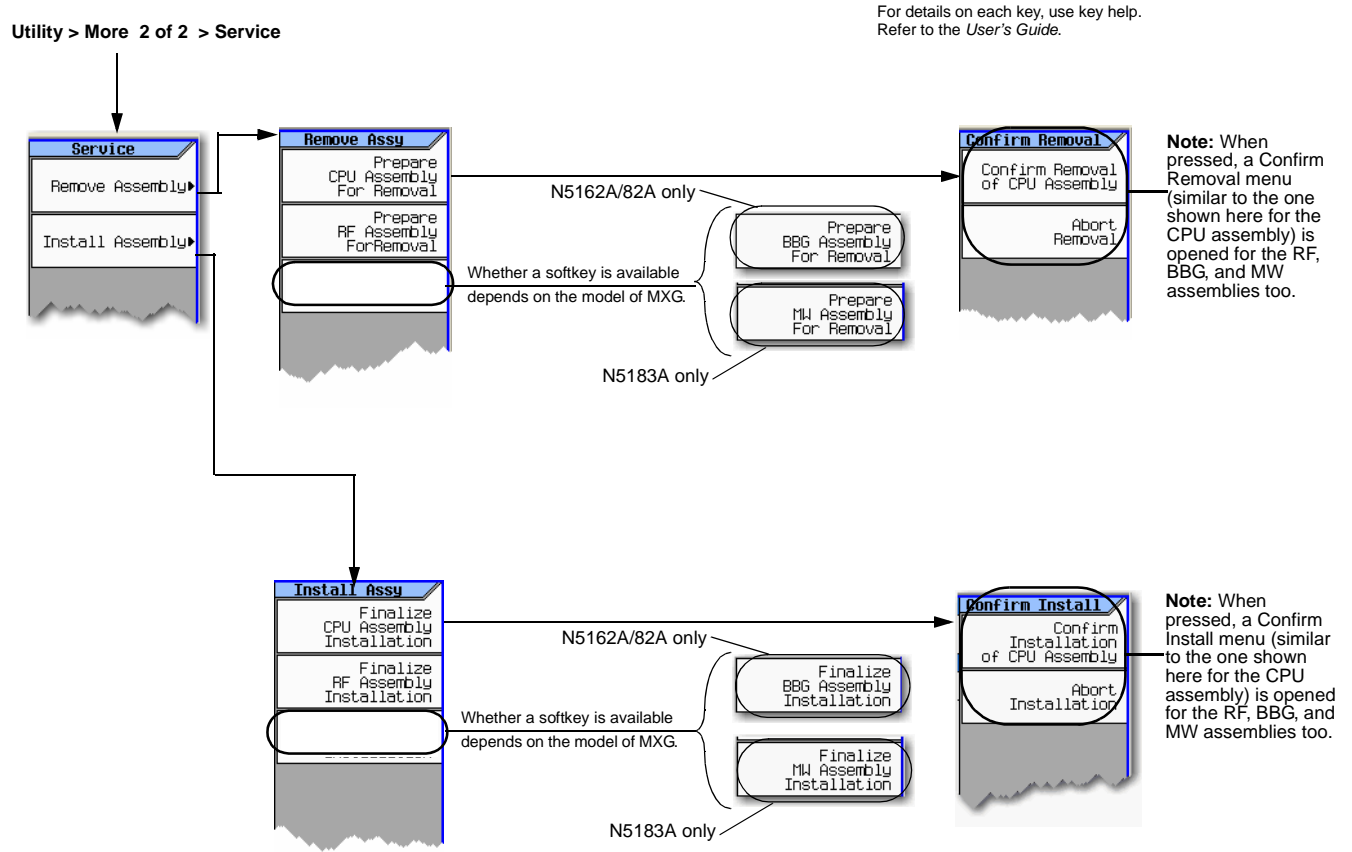 For details on each key, use key help.
Refer to the User's Guide.
Utility > More 2 of 2 > Service
Service
Remove Assembly
Install Assembly
Remove Assy
Prepare
CPU Assembly
For Removal
Prepare
RF Assembly
ForRemoval
Whether a softkey is available
depends on the model of MXG.
N5162A/82A only
Prepare
BBG Assembly
For Removal
Prepare
MW Assembly
For Removal
N5183A only
Confirm Removal
Confirm Removal
of CPU Assembly
Abort
Removal
Note: When
pressed, a Confirm
Removal menu
(similar to the one
shown here for the
CPU assembly) is
opened for the RF,
BBG, and MW
assemblies too.
Install Assy
Finalize
CPU Assembly
Installation
Finalize
RF Assembly
Installation
Whether a softkey is available
depends on the model of MXG.
N5162A/82A only
Finalize
BBG Assembly
Installation
Finalize
MW Assembly
Installation
N5183A only
Confirm Install
Confirm
Installation
of CPU Assembly
Abort
Installation
Note: When
pressed, a Confirm
Install menu (similar
to the one shown
here for the CPU
assembly) is opened
for the RF, BBG, and
MW assemblies too.